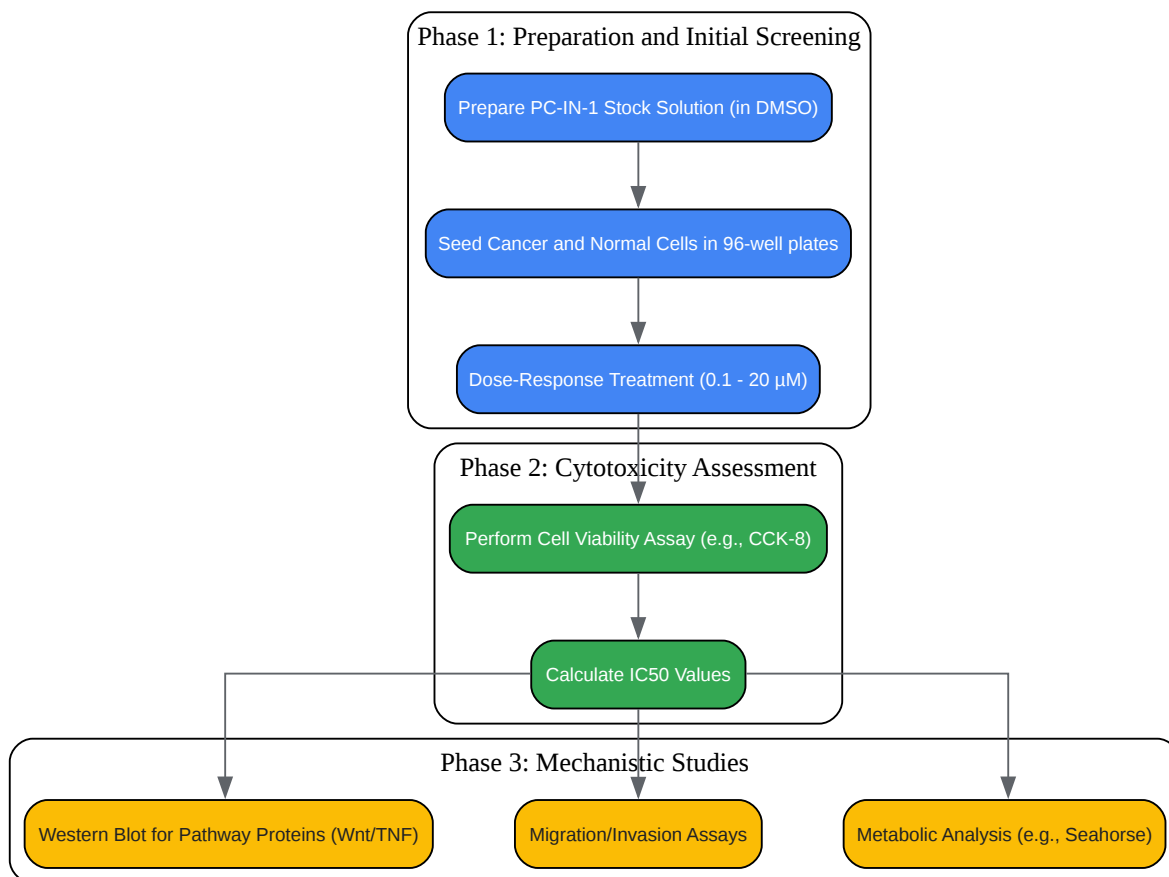 Phase 1: Preparation and Initial Screening
Prepare PC-IN-1 Stock Solution (in DMSO)
Seed Cancer and Normal Cells in 96-well plates
Dose-Response Treatment (0.1 - 20 µM)
Phase 2: Cytotoxicity Assessment
Perform Cell Viability Assay (e.g., CCK-8)
Calculate IC50 Values
Phase 3: Mechanistic Studies
Western Blot for Pathway Proteins (Wnt/TNF)
Migration/Invasion Assays
Metabolic Analysis (e.g., Seahorse)